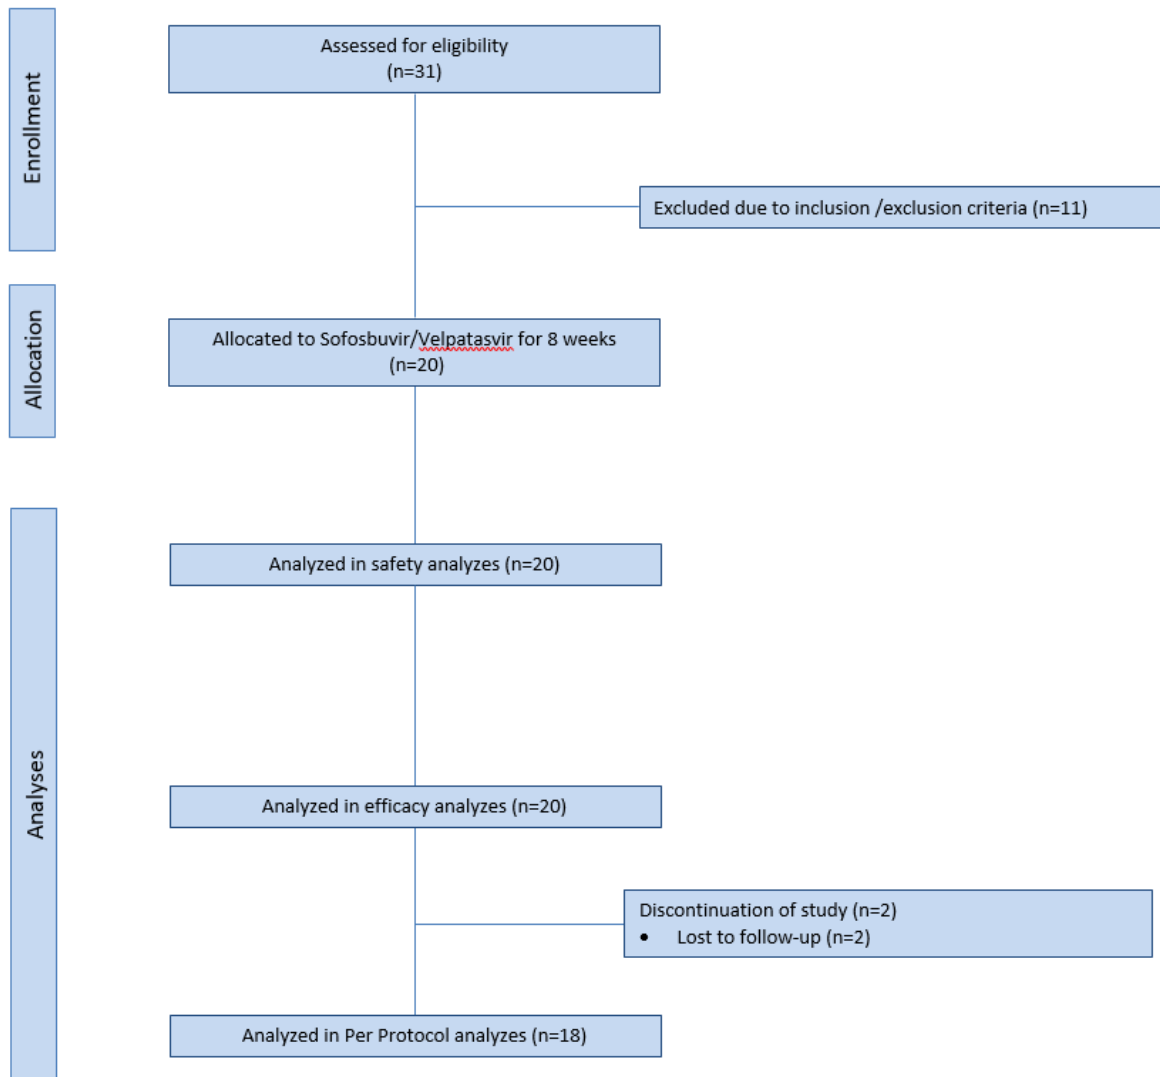 Enrollment
Assessed for eligibility
(n=31)
Excluded due to inclusion /exclusion criteria (n=11)
Allocation
Allocated to Sofosbuvir/Velpatasvir for 8 weeks
(n=20)
Analyses
Analyzed in safety analyzes (n=20)
Analyzed in efficacy analyzes (n=20)
Discontinuation of study (n=2)
• Lost to follow-up (n=2)
Analyzed in Per Protocol analyzes (n=18)